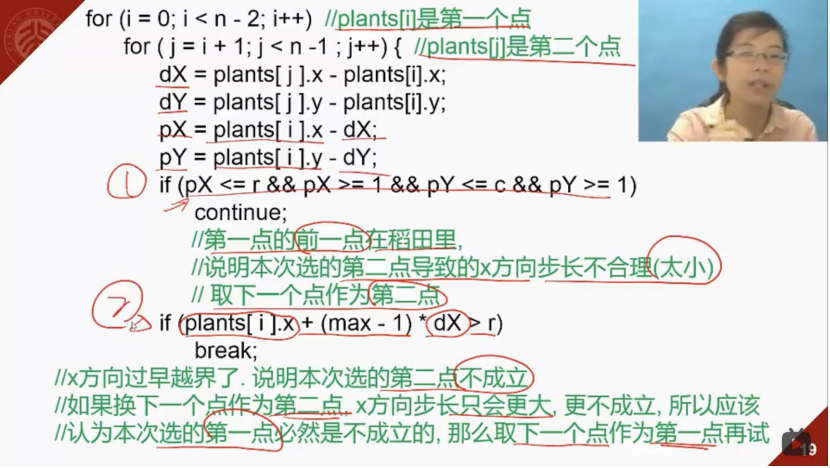 for (i = 0; i < n - 2; i++) //plants[i]是第一个点
for ( j = i + 1; j < n -1 ; j++) { //plants[j]是第二个点
dX = plants[ j ].x - plants[i].x;
dY = plants[ j ].y - plants[i].y;
pX = plants[ i ].x - dX;
pY = plants[ i ].y - dY;
① if (pX <= r && pX >= 1 && pY <= c && pY >= 1)
continue;
//第一点的前一点在稻田里,
//说明本次选的第二点导致的x方向步长不合理(太小)
// 取下一个点作为第二点
② if (plants[ i ].x + (max - 1) * dX > r)
break;
//x方向过早越界了. 说明本次选的第二点不成立
//如果换下一个点作为第二点, x方向步长只会更大, 更不成立, 所以应该
//认为本次选的第一点必然是不成立的, 那么取下一个点作为第一点再试
19